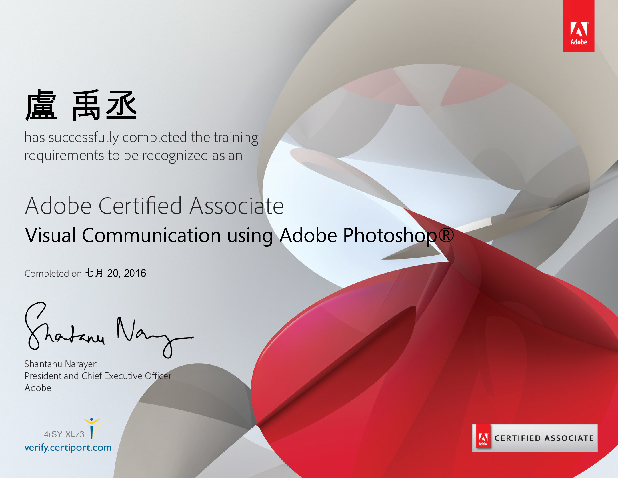 Adobe
盧 禹丞
has successfully completed the training
requirements to be recognized as an
Adobe Certified Associate
Visual Communication using Adobe Photoshop®
Completed on 七月 20, 2016
Shantanu Narayen
President and Chief Executive Officer
Adobe
verify.certiport.com
Adobe
CERTIFIED ASSOCIATE